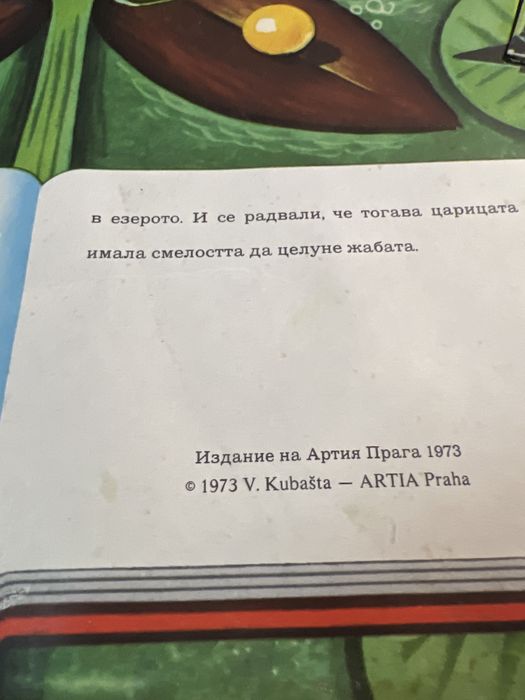 в езерото. И се радвали, че тогава царицата
имала смелостта да целуне жабата.
Издание на Артия Прага 1973
© 1973 V. Kubašta — ARTIA Praha